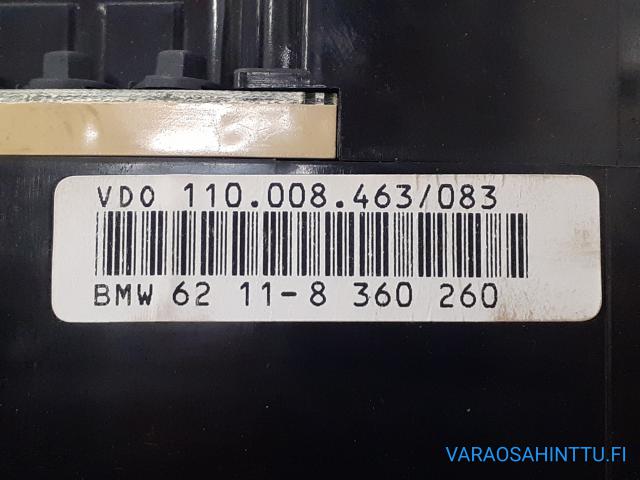 VDO 110.008.463/083
BMW 62 11-8 360 260
VARAOSAHINTTU.FI